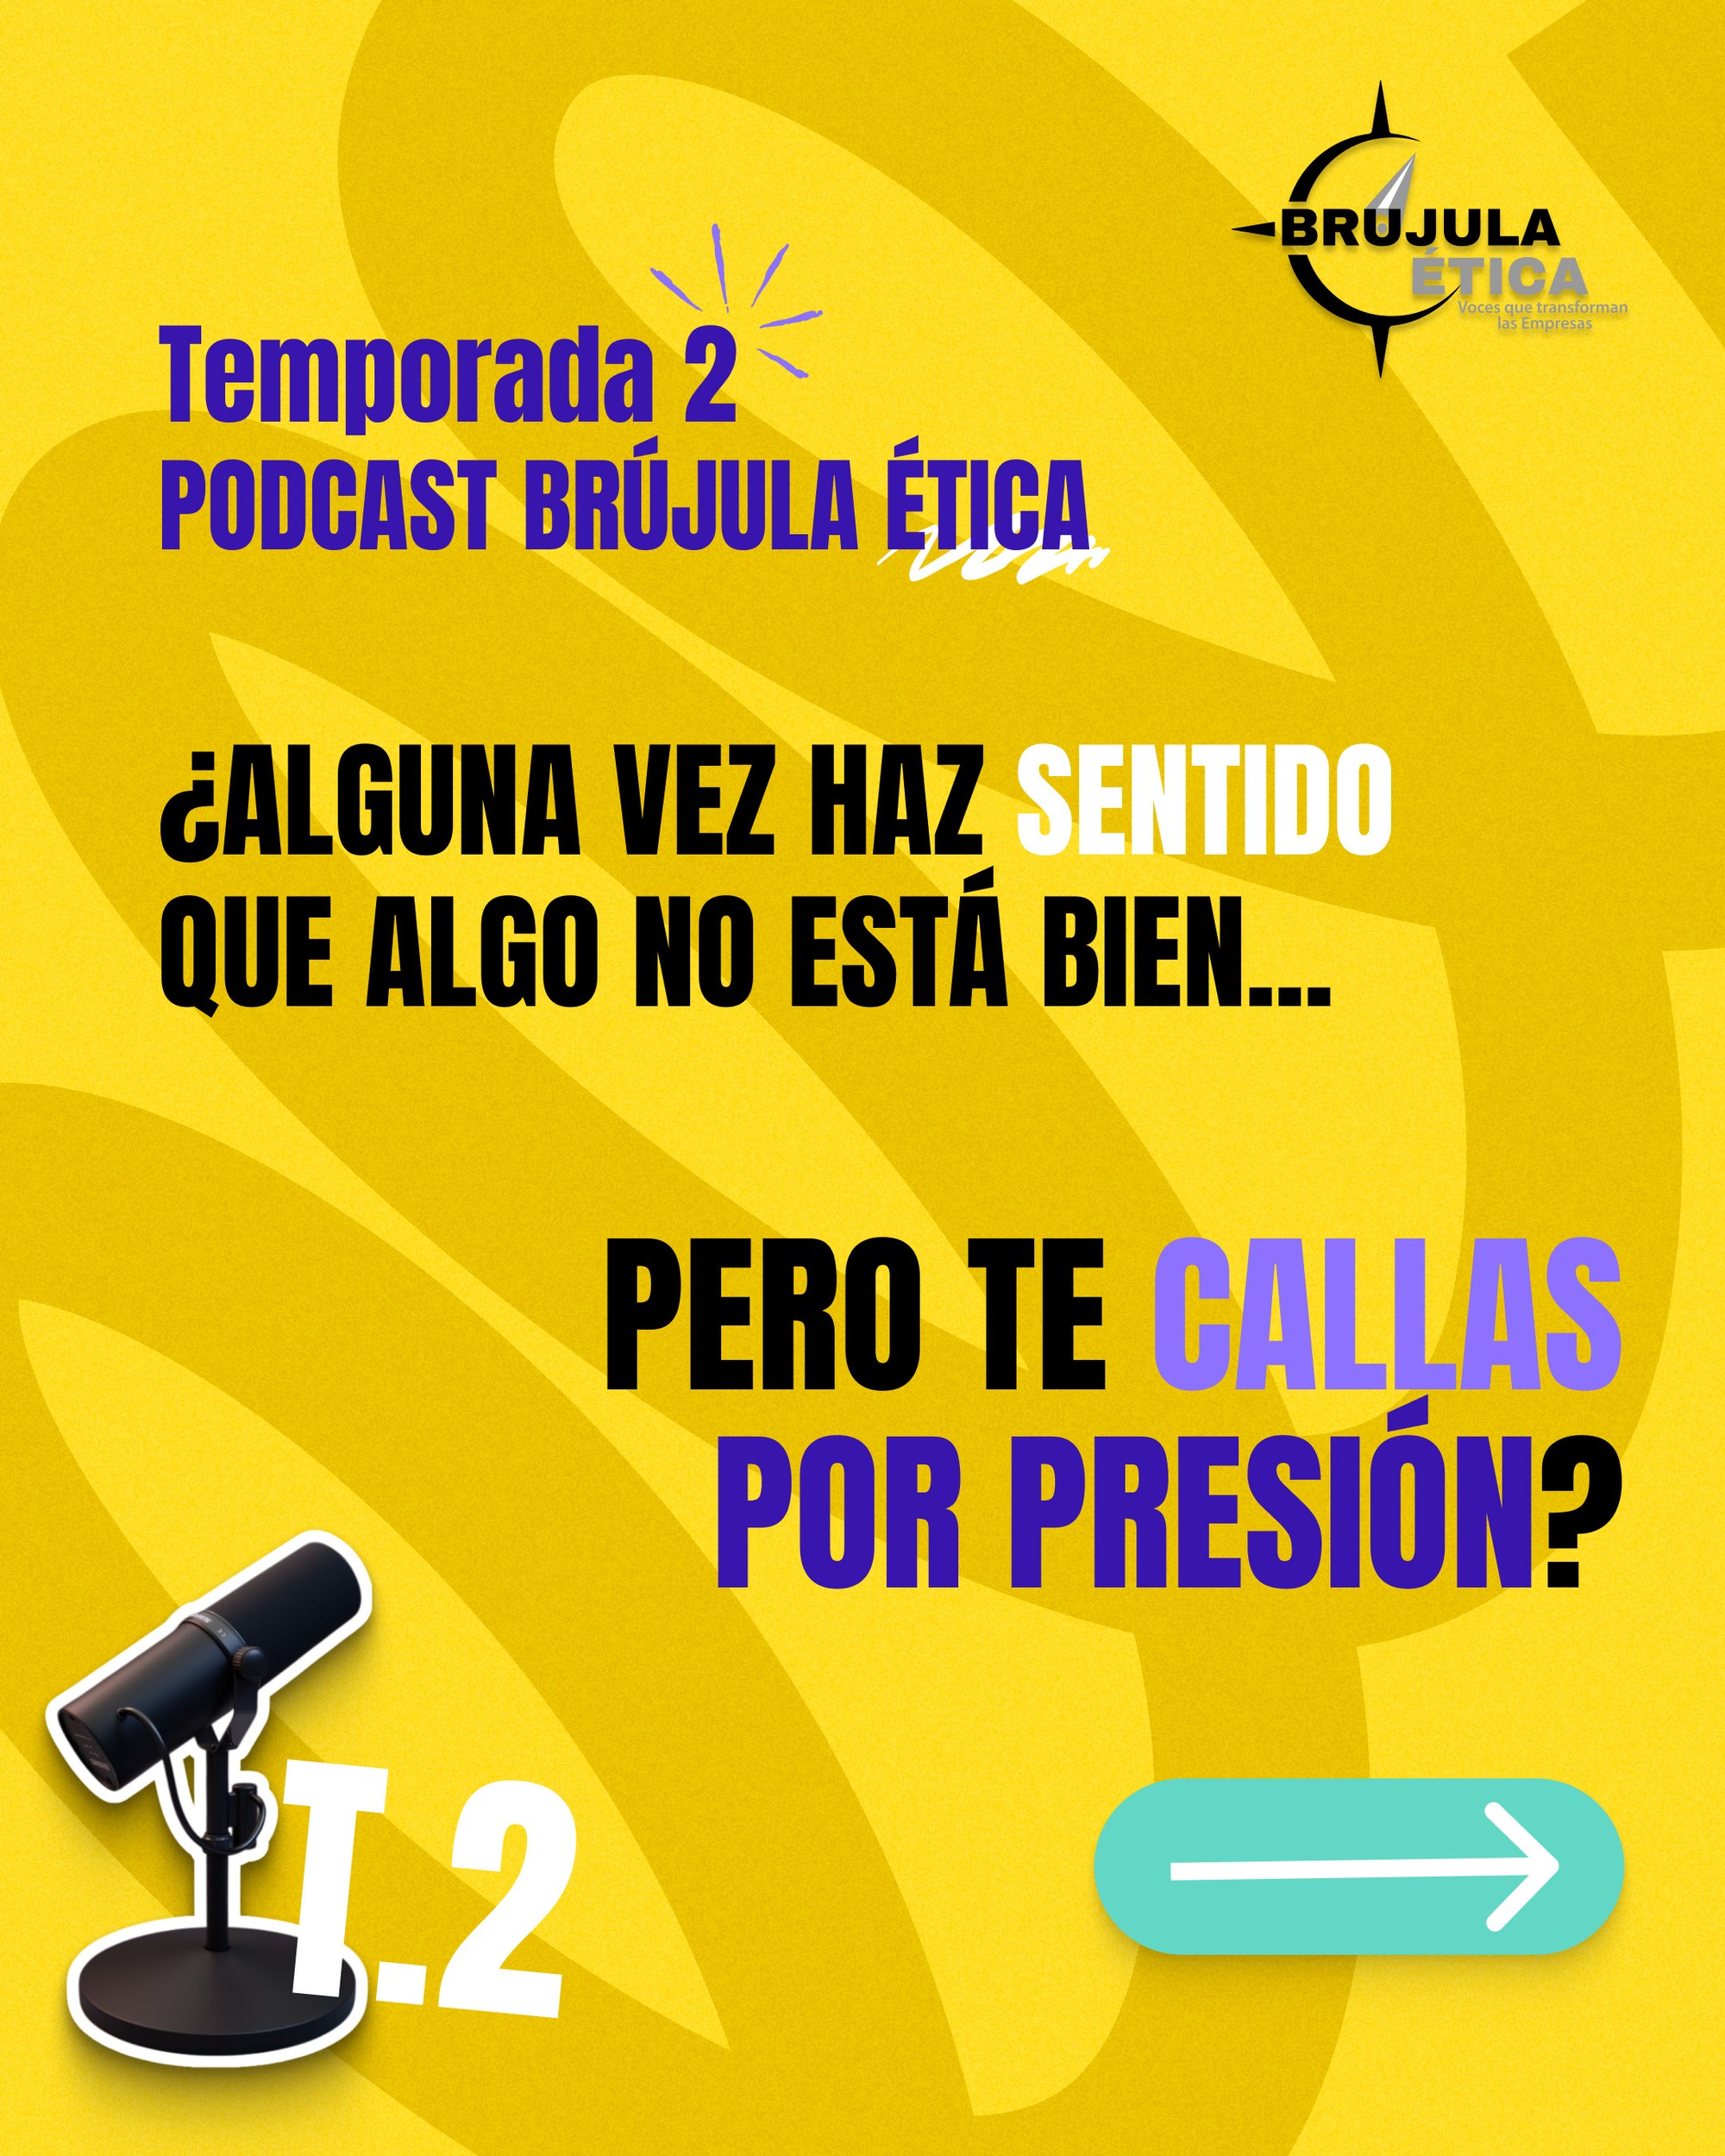 BRÚJULA
ÉTICA
Voces que transforman
las Empresas
Temporada 2
PODCAST BRÚJULA ÉTICA
¿ALGUNA VEZ HAZ SENTIDO
QUE ALGO NO ESTÁ BIEN...
PERO TE CALLAS
POR PRESIÓN?
T.2